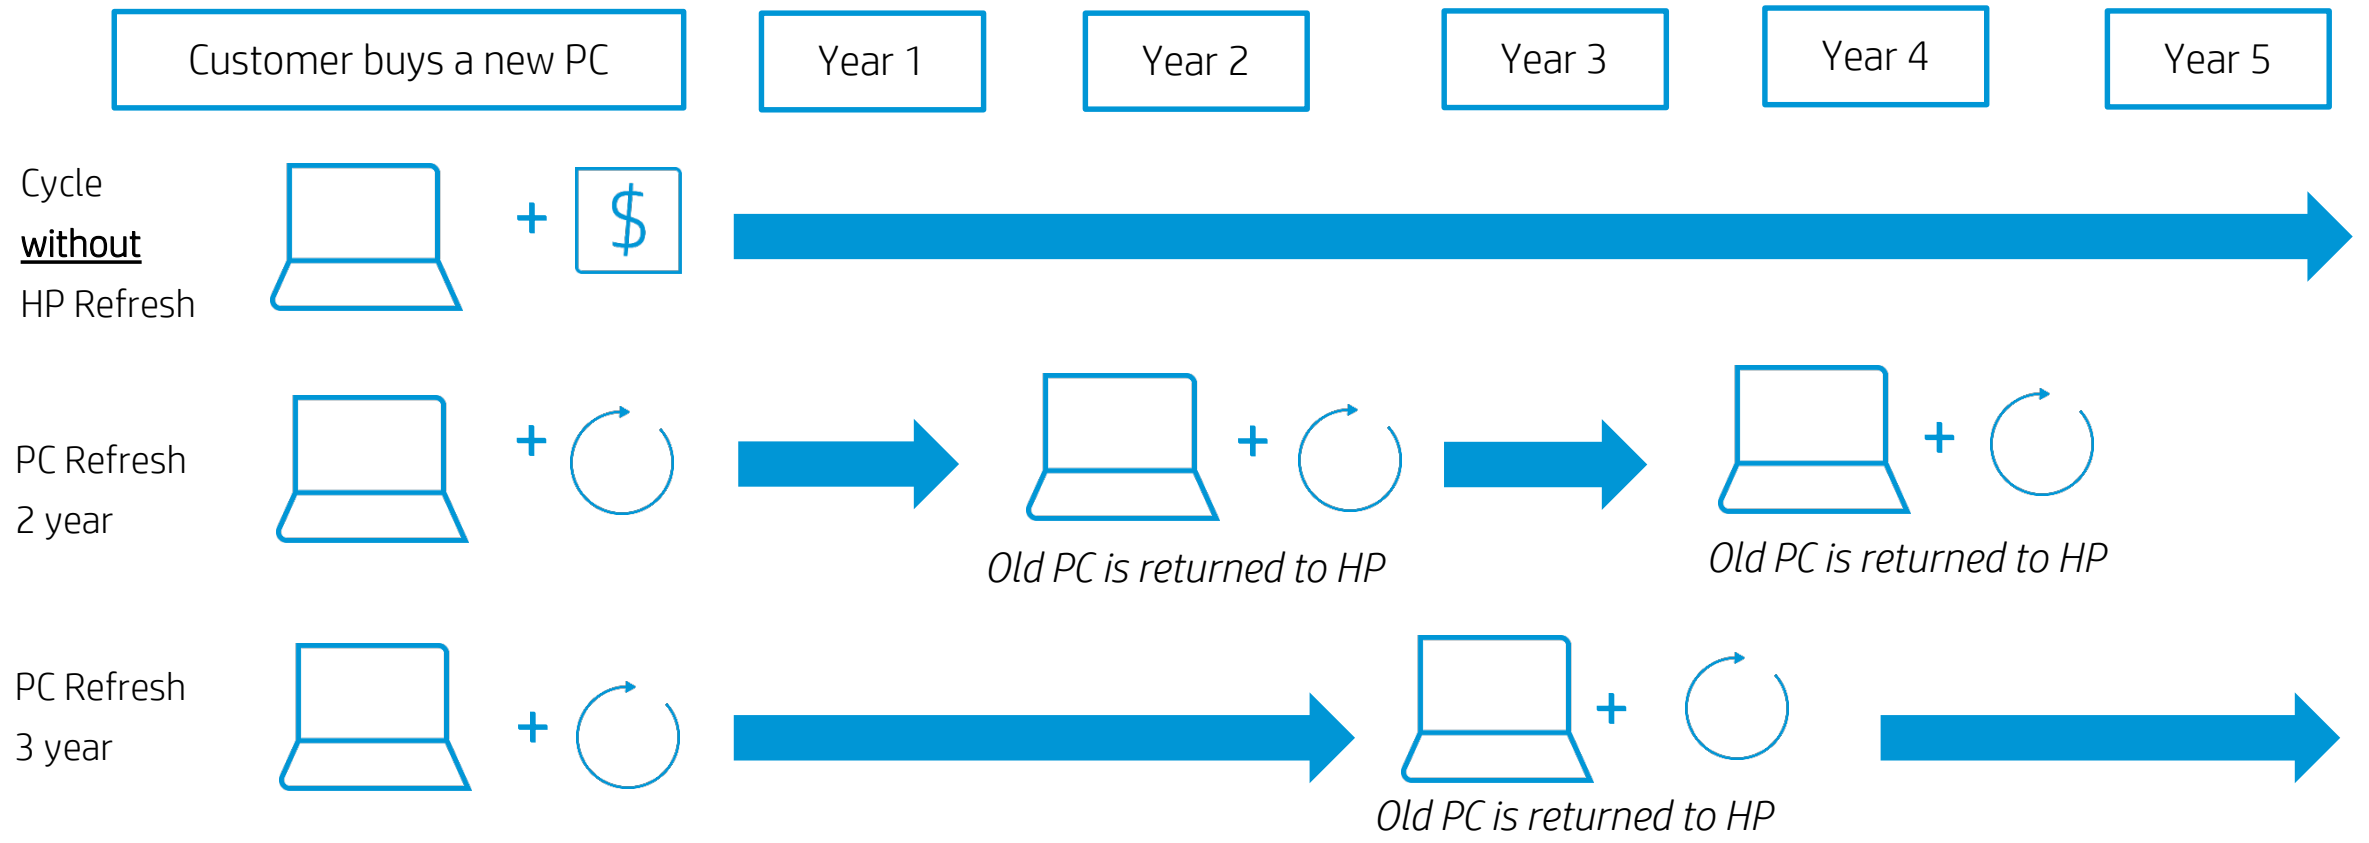 Customer buys a new PC
Year 1
Year 2
Year 3
Year 4
Year 5
Cycle
without
HP Refresh
$
PC Refresh
2 year
Old PC is returned to HP
Old PC is returned to HP
PC Refresh
3 year
Old PC is returned to HP